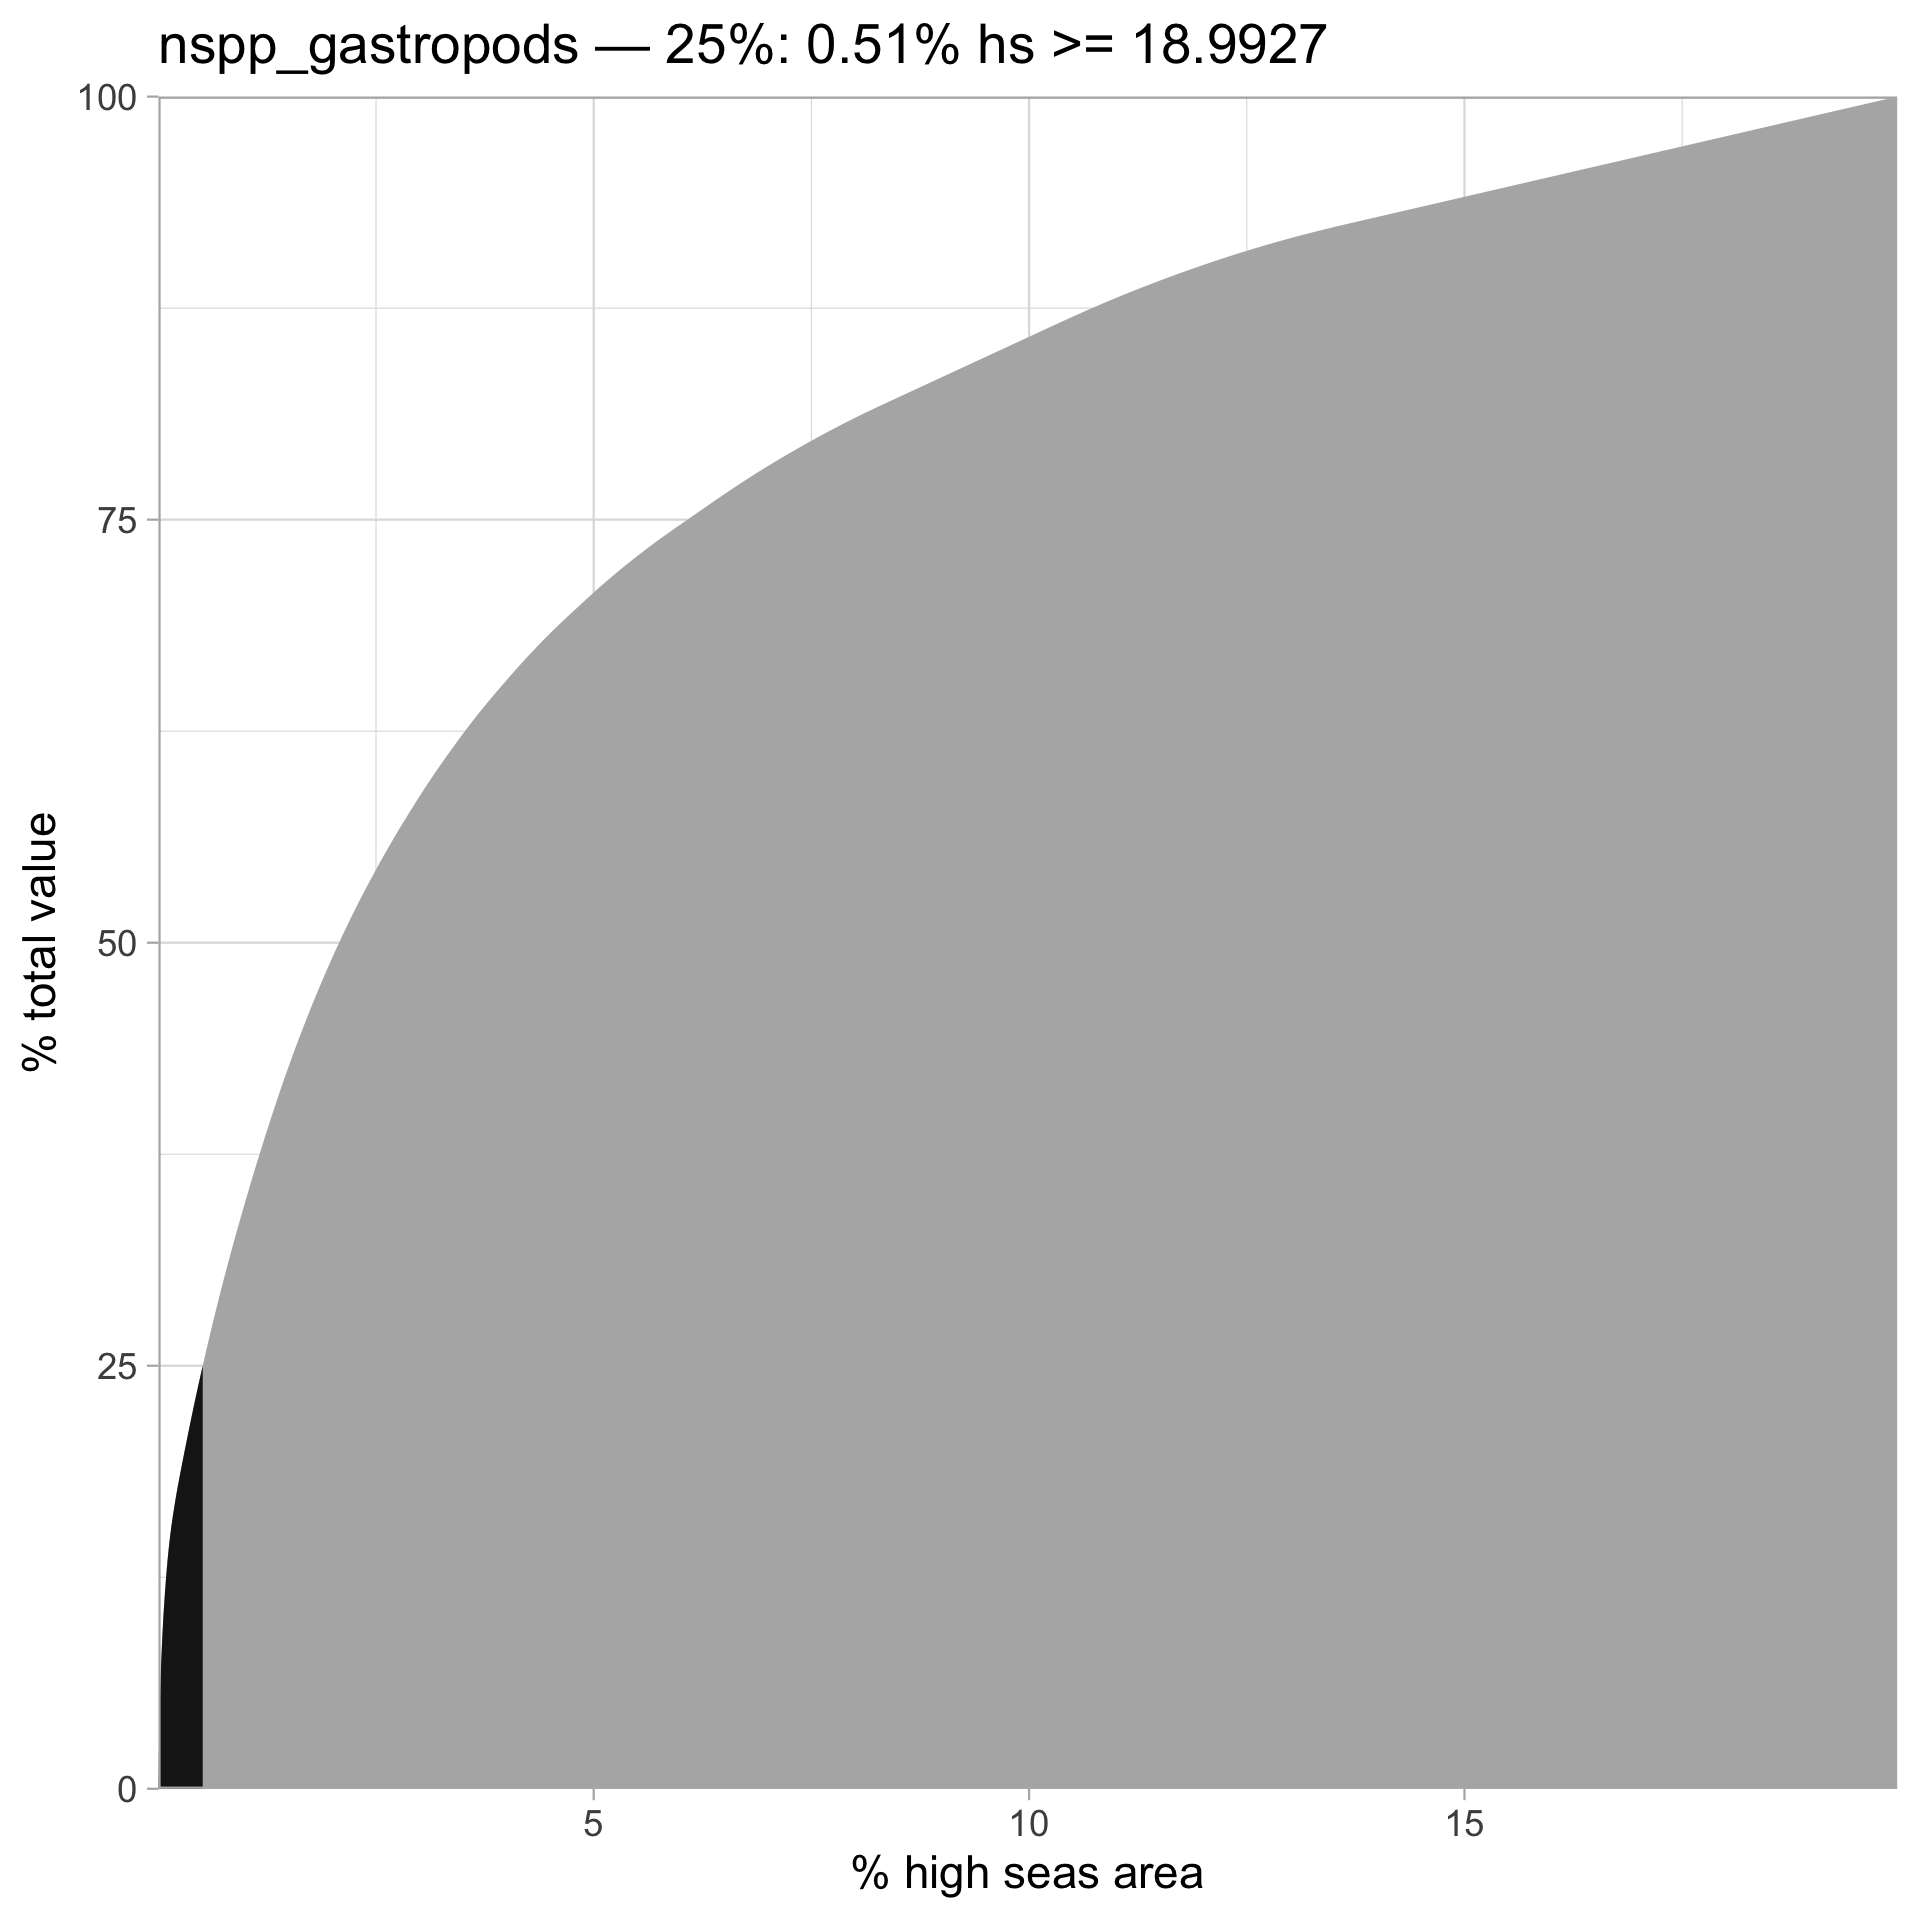 nspp_gastropods — 25%: 0.51% hs >= 18.9927
100
75
50
25
0
% total value
5 10 15
% high seas area